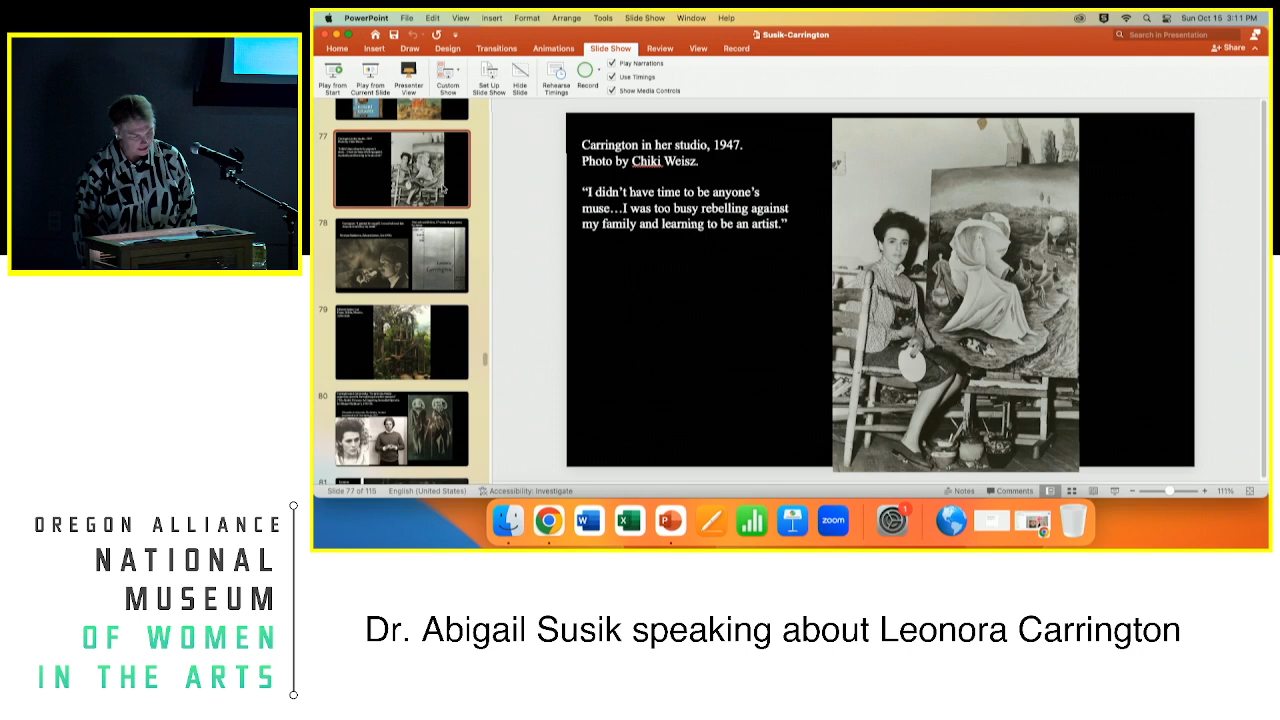 PowerPoint File Edit View Insert Format Arrange Tools Slide Show Window Help
Sun Oct 15 3:11 PM
Susik-Carrington
Search in Presentation
Home Insert Draw Design Transitions Animations Slide Show Review View Record
Share
Play from Start
Play from Current Slide
Presenter View
Custom Show
Set Up Slide Show
Hide Slide
Rehearse Timings
Record
Play Narrations
Use Timings
Show Media Controls
77
78
79
80
81
Carrington in her studio, 1947.
Photo by Chiki Weisz.
“I didn’t have time to be anyone’s
muse…I was too busy rebelling against
my family and learning to be an artist.”
Slide 77 of 115 English (United States) Accessibility: Investigate
Notes Comments 111%
zoom
1
OREGON ALLIANCE
NATIONAL
MUSEUM
OF WOMEN
IN THE ARTS
Dr. Abigail Susik speaking about Leonora Carrington